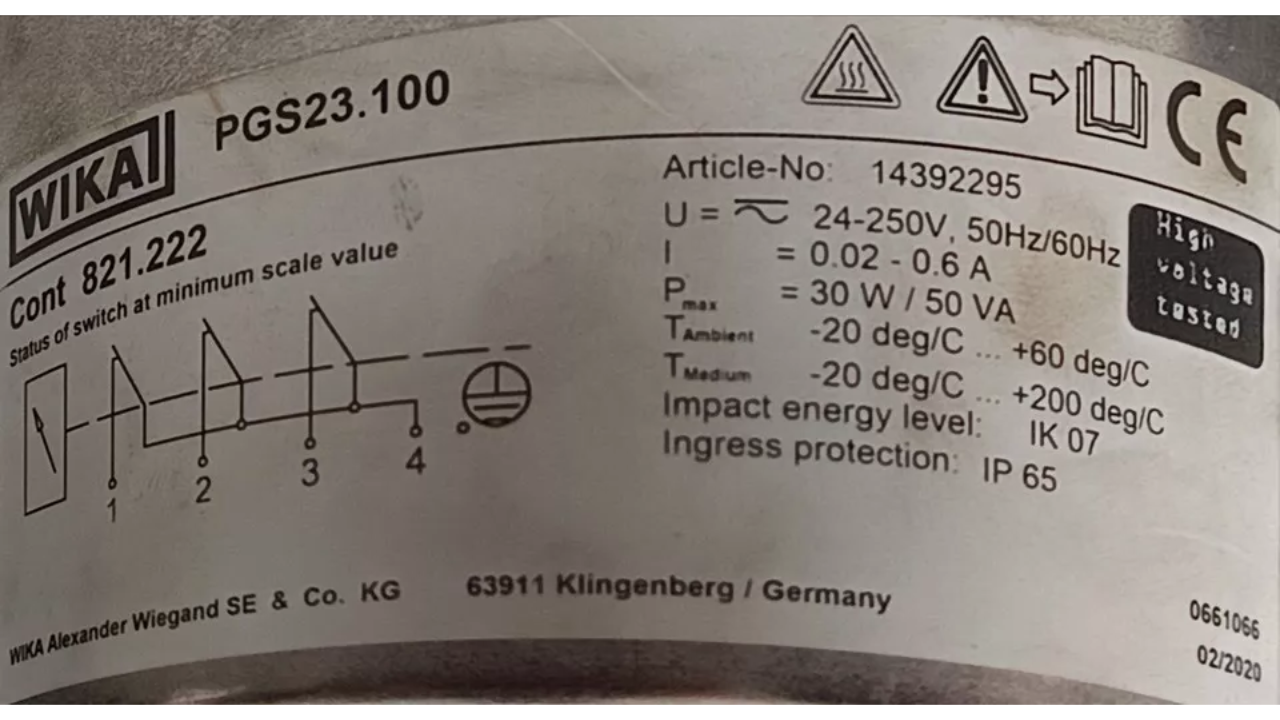 WIKAI
PGS23.100
CE
Cont 821.222
Status of switch at minimum scale value
1 2 3 4
Article-No: 14392295
U = 24-250V, 50Hz/60Hz
I = 0.02 - 0.6 A
Pmax = 30 W / 50 VA
TAmbient -20 deg/C ... +60 deg/C
TMedium -20 deg/C ... +200 deg/C
Impact energy level: IK 07
Ingress protection: IP 65
High
voltage
tested
WIKA Alexander Wiegand SE & Co. KG 63911 Klingenberg / Germany
0661066
02/2020